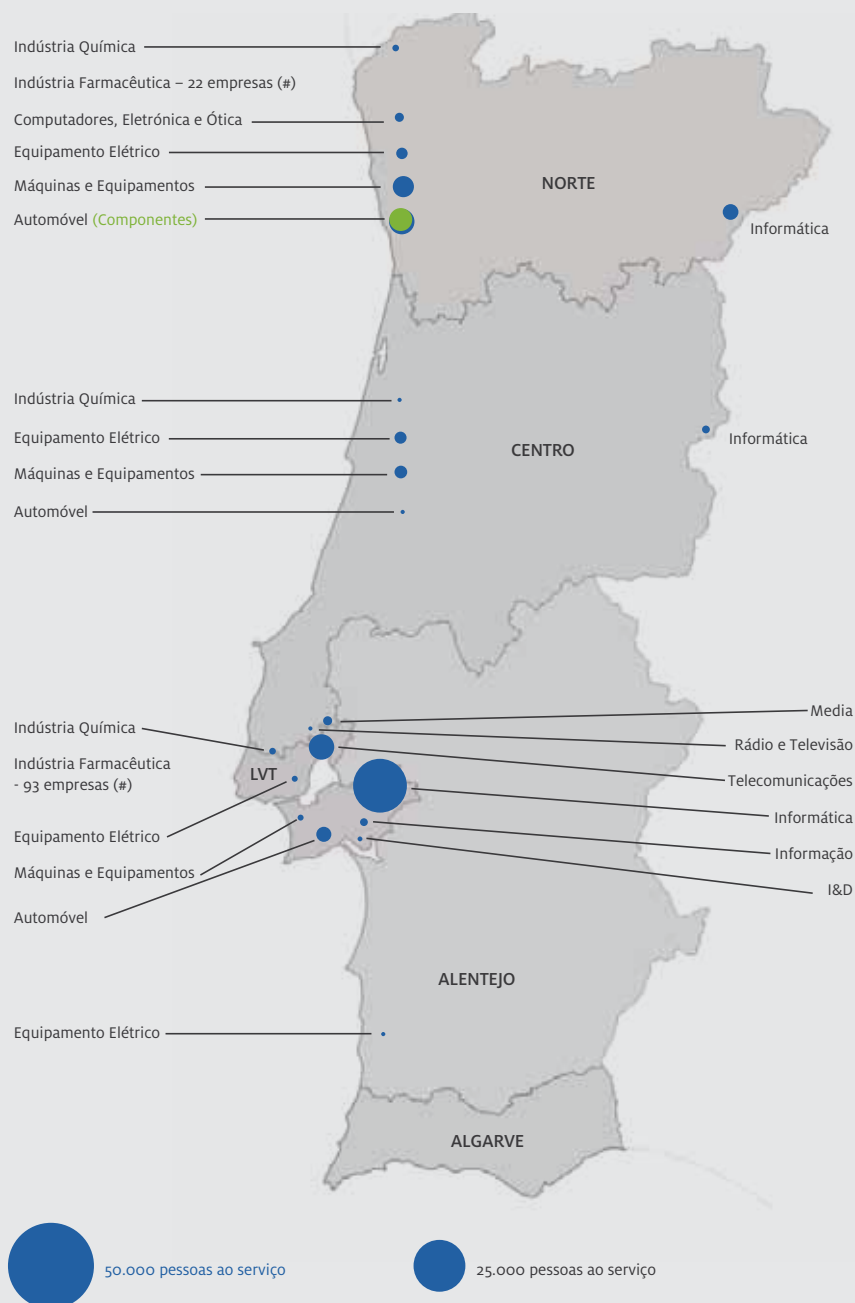 Indústria Química
Indústria Farmacêutica – 22 empresas (#)
Computadores, Eletrónica e Ótica
Equipamento Elétrico
Máquinas e Equipamentos
NORTE
Automóvel (Componentes)
Informática
Indústria Química
Equipamento Elétrico
Informática
CENTRO
Máquinas e Equipamentos
Automóvel
Media
Indústria Química
Rádio e Televisão
Indústria Farmacêutica
- 93 empresas (#)
LVT
Telecomunicações
Informática
Equipamento Elétrico
Informação
Máquinas e Equipamentos
I&D
Automóvel
ALENTEJO
Equipamento Elétrico
ALGARVE
50.000 pessoas ao serviço
25.000 pessoas ao serviço